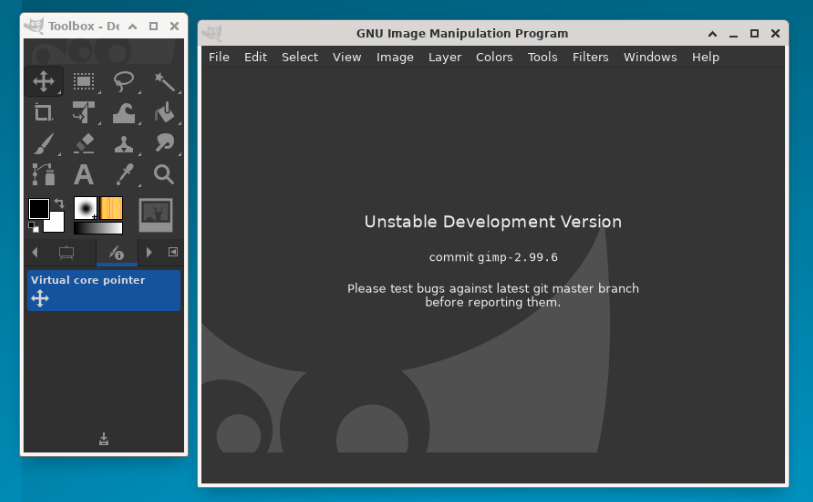 Toolbox - De
GNU Image Manipulation Program
File Edit Select View Image Layer Colors Tools Filters Windows Help
A
Virtual core pointer
Unstable Development Version
commit gimp-2.99.6
Please test bugs against latest git master branch
before reporting them.